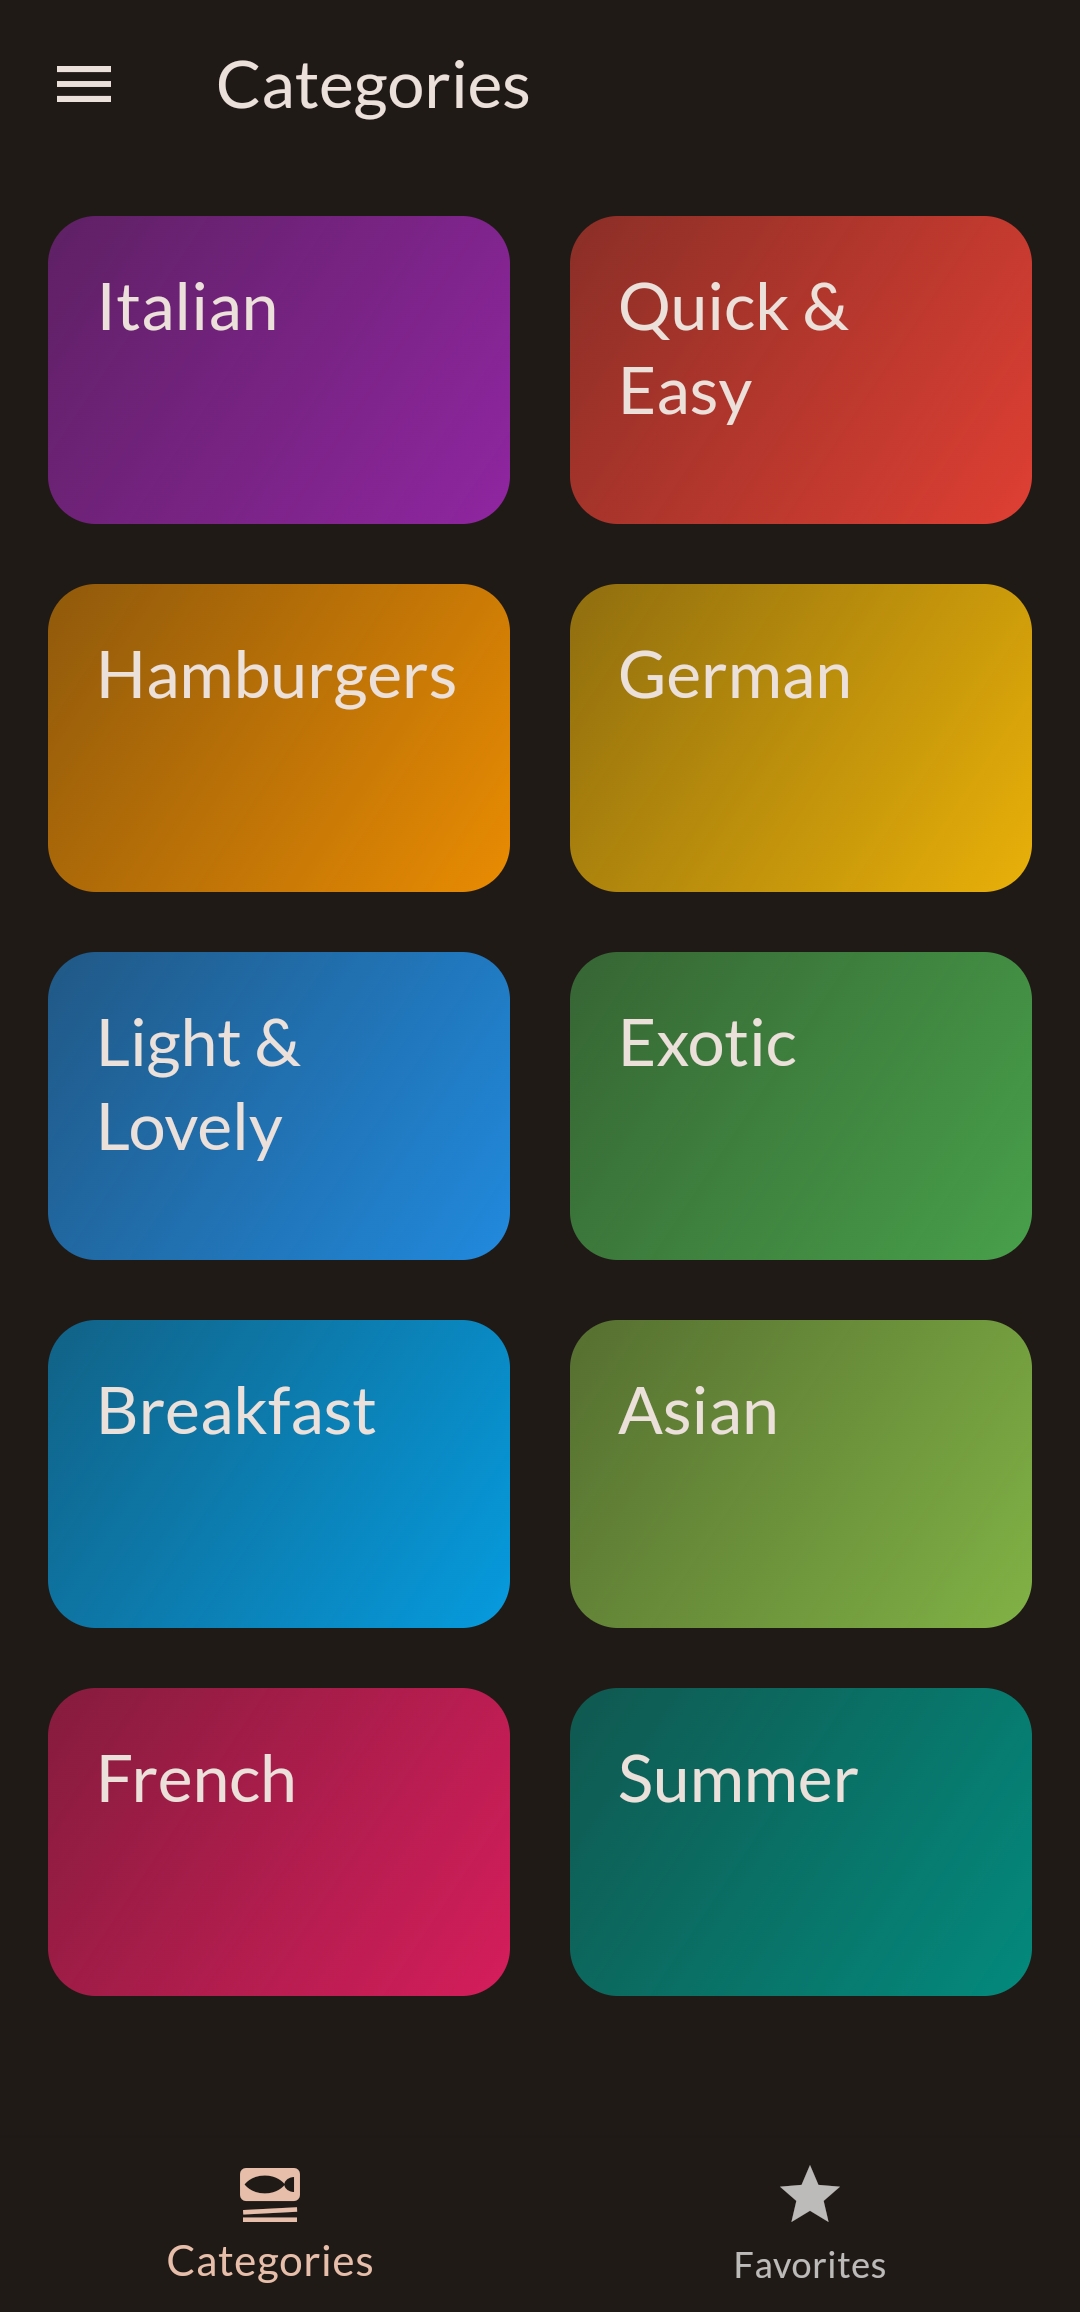 Categories
Italian
Quick &
Easy
Hamburgers
German
Light &
Lovely
Exotic
Breakfast
Asian
French
Summer
Categories
Favorites